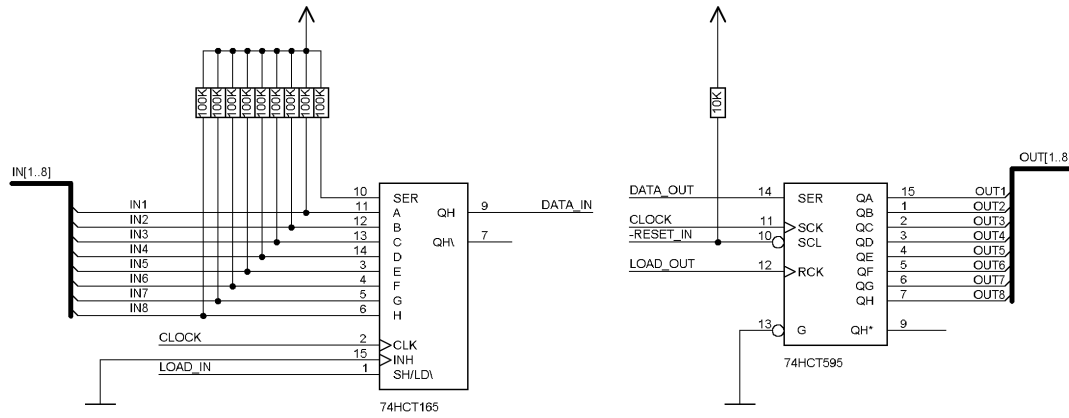 100K
100K
100K
100K
100K
100K
100K
100K
100K
IN[1..8]
IN1
IN2
IN3
IN4
IN5
IN6
IN7
IN8
CLOCK
LOAD_IN
10
11
12
13
14
3
4
5
6
2
15
1
SER
A
B
C
D
E
F
G
H
CLK
INH
SH/LD\
QH
QH\
9
7
DATA_IN
74HCT165
10K
DATA_OUT
CLOCK
-RESET_IN
LOAD_OUT
14
11
10
12
13
SER
SCK
SCL
RCK
G
QA
QB
QC
QD
QE
QF
QG
QH
QH*
15
1
2
3
4
5
6
7
9
OUT1
OUT2
OUT3
OUT4
OUT5
OUT6
OUT7
OUT8
OUT[1..8
74HCT595